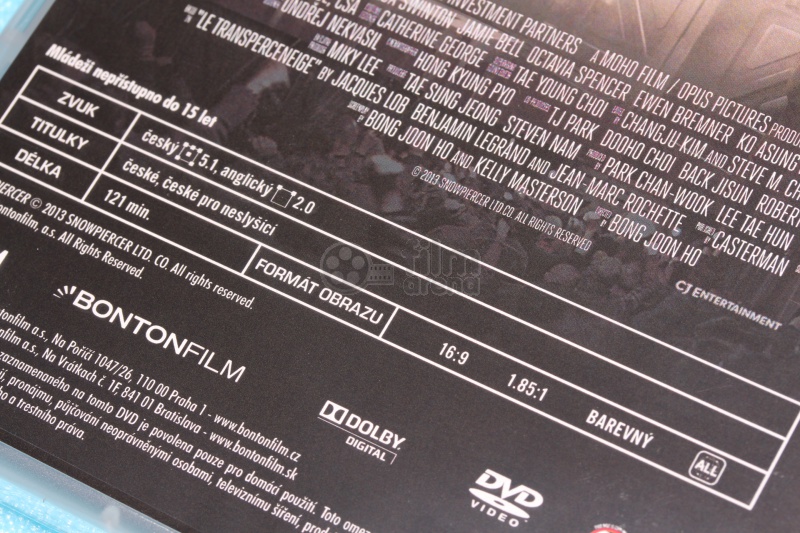 SWINTON JAMIE BELL OCTAVIA SPENCER EWEN BREMNER KO ASUNG
INVESTMENT PARTNERS A MOHO FILM / OPUS PICTURES
ONDŘEJ NEKVASIL CATHERINE GEORGE TAE YOUNG CHOI CHANGJU KIM AND STEVE M.
MIKY LEE HONG KYUNG PYO TJ PARK, DOOHO CHOI, BACK JISUN, ROBERT
"LE TRANSPERCENEIGE" BY JACQUES LOB, BENJAMIN LEGRAND AND JEAN-MARC ROCHETTE CASTERMAN
TAE SUNG JEONG, STEVEN NAM PARK CHAN-WOOK, LEE TAE HUN
BONG JOON HO AND KELLY MASTERSON BONG JOON HO
© 2013 SNOWPIERCER LTD. CO. ALL RIGHTS RESERVED
CJ ENTERTAINMENT
Mládeži nepřístupno do 15 let
ZVUK český 5.1, anglický 2.0
TITULKY české, české pro neslyšící
DÉLKA 121 min.
FORMÁT OBRAZU 16:9 1.85:1 BAREVNÝ ALL
© 2013 SNOWPIERCER LTD. CO. All rights reserved.
a.s. All Rights Reserved.
film arena
BONTONFILM
a.s., Na Poříčí 1047/26, 110 00 Praha 1 - www.bontonfilm.cz
a.s., Na Vrátkach č. 1F, 841 01 Bratislava - www.bontonfilm.sk
zaznamenaného na tomto DVD je povolena pouze pro domácí použití. Toto
pronájmu, půjčování neoprávněnými osobami, televiznímu šíření,
a trestního práva.
DOLBY
DIGITAL
DVD
VIDEO